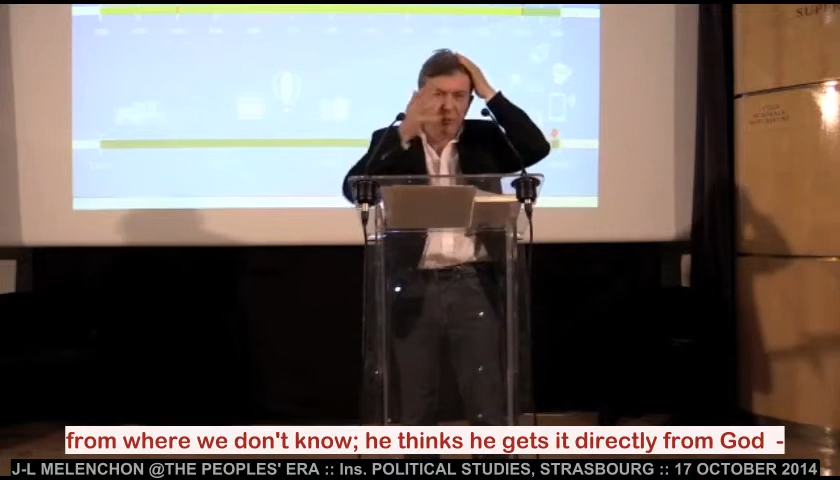 from where we don't know; he thinks he gets it directly from God -
J-L MELENCHON @THE PEOPLES' ERA :: Ins. POLITICAL STUDIES, STRASBOURG :: 17 OCTOBER 2014